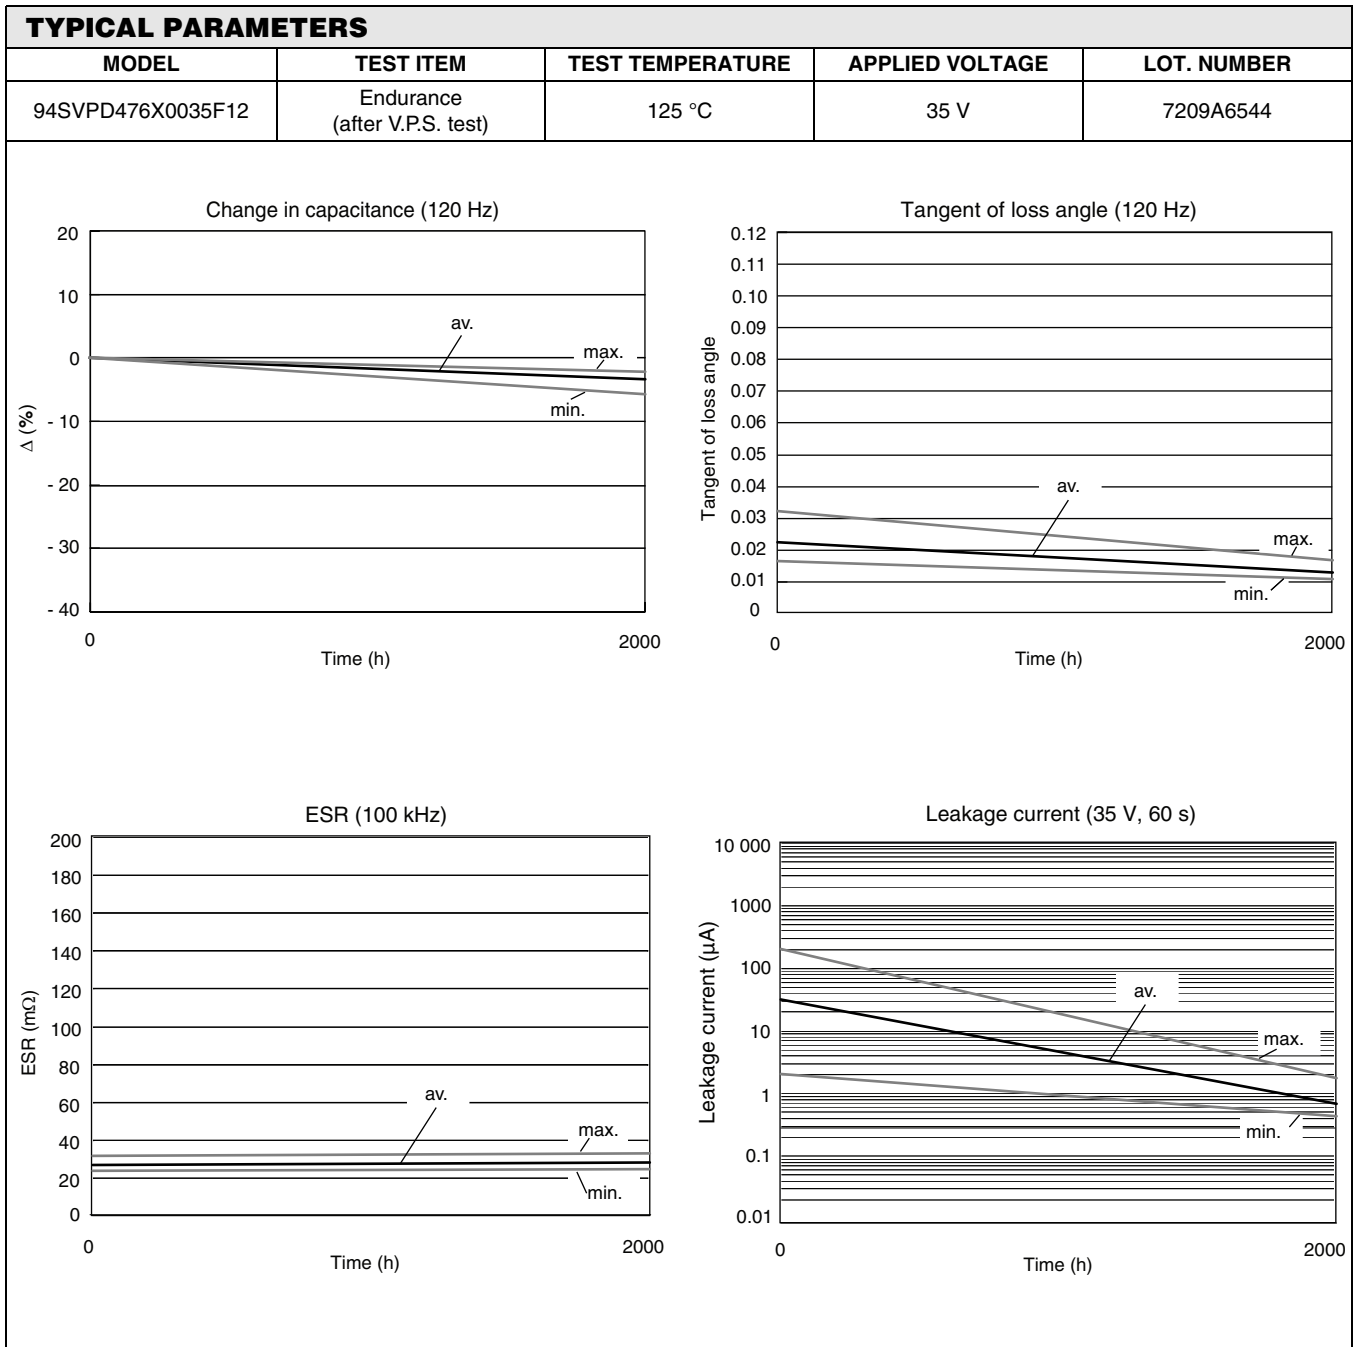 TYPICAL PARAMETERS
MODEL TEST ITEM TEST TEMPERATURE APPLIED VOLTAGE LOT. NUMBER
94SVPD476X0035F12 Endurance (after V.P.S. test) 125 °C 35 V 7209A6544
Change in capacitance (120 Hz)
20
10
0
- 10
- 20
- 30
- 40
Δ (%)
av.
max.
min.
0
2000
Time (h)
Tangent of loss angle (120 Hz)
0.12
0.11
0.10
0.09
0.08
0.07
0.06
0.05
0.04
0.03
0.02
0.01
0
Tangent of loss angle
av.
max.
min.
0
2000
Time (h)
ESR (100 kHz)
200
180
160
140
120
100
80
60
40
20
0
ESR (mΩ)
av.
max.
min.
0
2000
Time (h)
Leakage current (35 V, 60 s)
10 000
1000
100
10
1
0.1
0.01
Leakage current (µA)
av.
max.
min.
0
2000
Time (h)